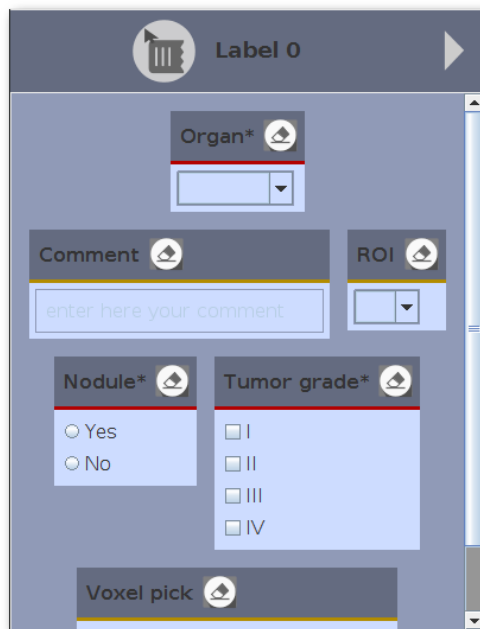 Label 0
Organ*
Comment
ROI
enter here your comment
Nodule*
Tumor grade*
Yes
No
I
II
III
IV
Voxel pick